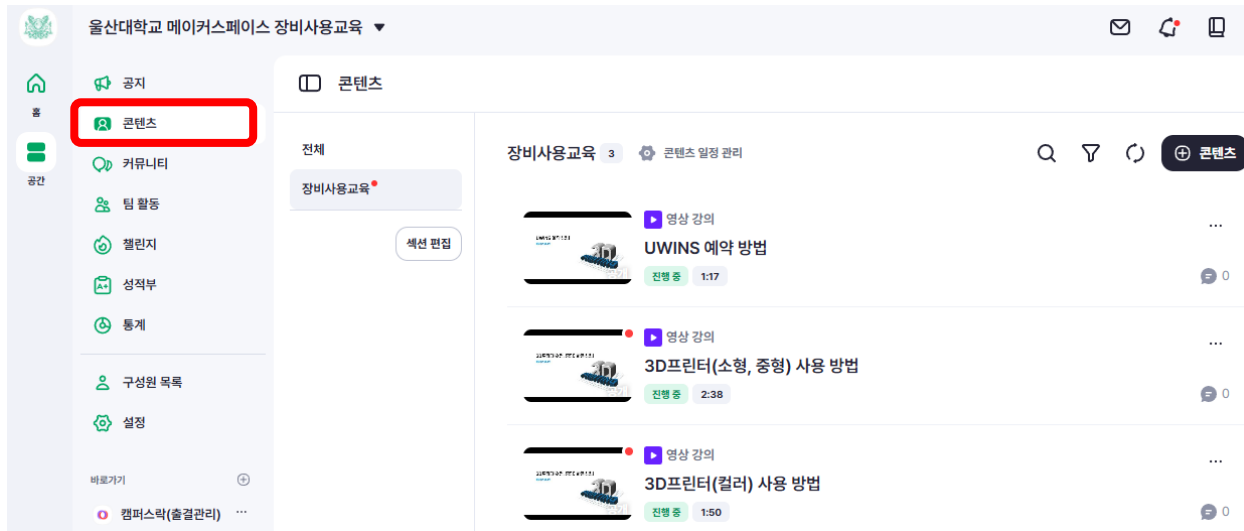 울산대학교 메이커스페이스 장비사용교육
홈
공간
공지
콘텐츠
커뮤니티
팀 활동
챌린지
성적부
통계
구성원 목록
설정
바로가기
캠퍼스락(출결관리)
콘텐츠
전체
장비사용교육
섹션 편집
장비사용교육 3 콘텐츠 일정 관리
콘텐츠
영상 강의
UWINS 예약 방법
진행 중 1:17
0
영상 강의
3D프린터(소형, 중형) 사용 방법
진행 중 2:38
0
영상 강의
3D프린터(컬러) 사용 방법
진행 중 1:50
0